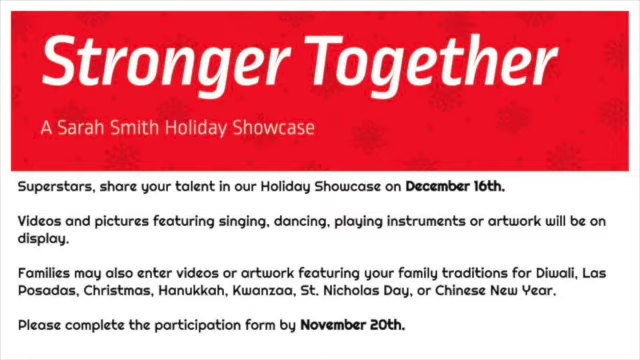 Stronger Together
A Sarah Smith Holiday Showcase
Superstars, share your talent in our Holiday Showcase on December 16th.
Videos and pictures featuring singing, dancing, playing instruments or artwork will be on
display.
Families may also enter videos or artwork featuring your family traditions for Diwali, Las
Posadas, Christmas, Hanukkah, Kwanzaa, St. Nicholas Day, or Chinese New Year.
Please complete the participation form by November 20th.